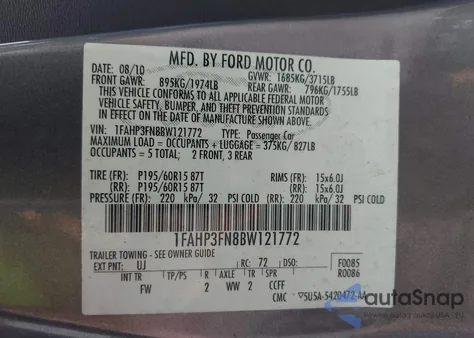 MFD. BY FORD MOTOR CO.
DATE: 08/10 GVWR: 1685KG/3715LB
FRONT GAWR: 895KG/1974LB REAR GAWR: 796KG/1755LB
THIS VEHICLE CONFORMS TO ALL APPLICABLE FEDERAL MOTOR
VEHICLE SAFETY, BUMPER, AND THEFT PREVENTION STANDARDS
IN EFFECT ON THE DATE OF MANUFACTURE SHOWN ABOVE.
VIN: 1FAHP3FN8BW121772 TYPE: Passenger Car
MAXIMUM LOAD = OCCUPANTS + LUGGAGE = 375KG/827LB
OCCUPANTS = 5 TOTAL; 2 FRONT, 3 REAR
TIRE (FR): P195/60R15 87T RIMS (FR): 15x6.0J
(RR): P195/60R15 87T (RR): 15x6.0J
PRESSURE (FR): 220 kPa/ 32 PSI COLD (RR): 220 kPa/ 32 PSI COLD
1FAHP3FN8BW121772
TRAILER TOWING - SEE OWNER GUIDE
EXT PNT: UJ RC: 72 DSO: F0085
INT TR TP/PS R AXLE TR SPR R0086
FW 2 WW 2 CCFF
CMC
autoSnap